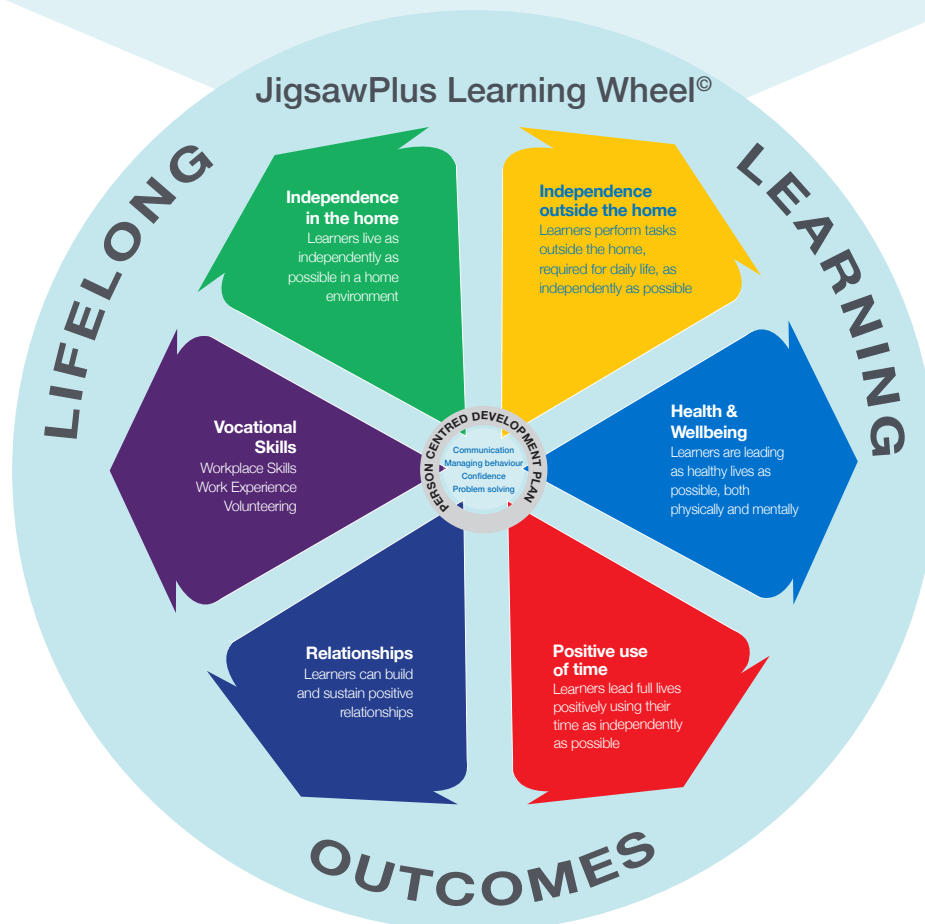 JigsawPlus Learning Wheel©
LIFELONG
LEARNING
OUTCOMES
Independence
in the home
Learners live as
independently as
possible in a home
environment
Independence
outside the home
Learners perform tasks
outside the home,
required for daily life, as
independently as possible
Vocational
Skills
Workplace Skills
Work Experience
Volunteering
PERSON CENTRED DEVELOPMENT PLAN
Communication
Managing behaviour
Confidence
Problem solving
Health &
Wellbeing
Learners are leading
as healthy lives as
possible, both
physically and mentally
Relationships
Learners can build
and sustain positive
relationships
Positive use
of time
Learners lead full lives
positively using their
time as independently
as possible